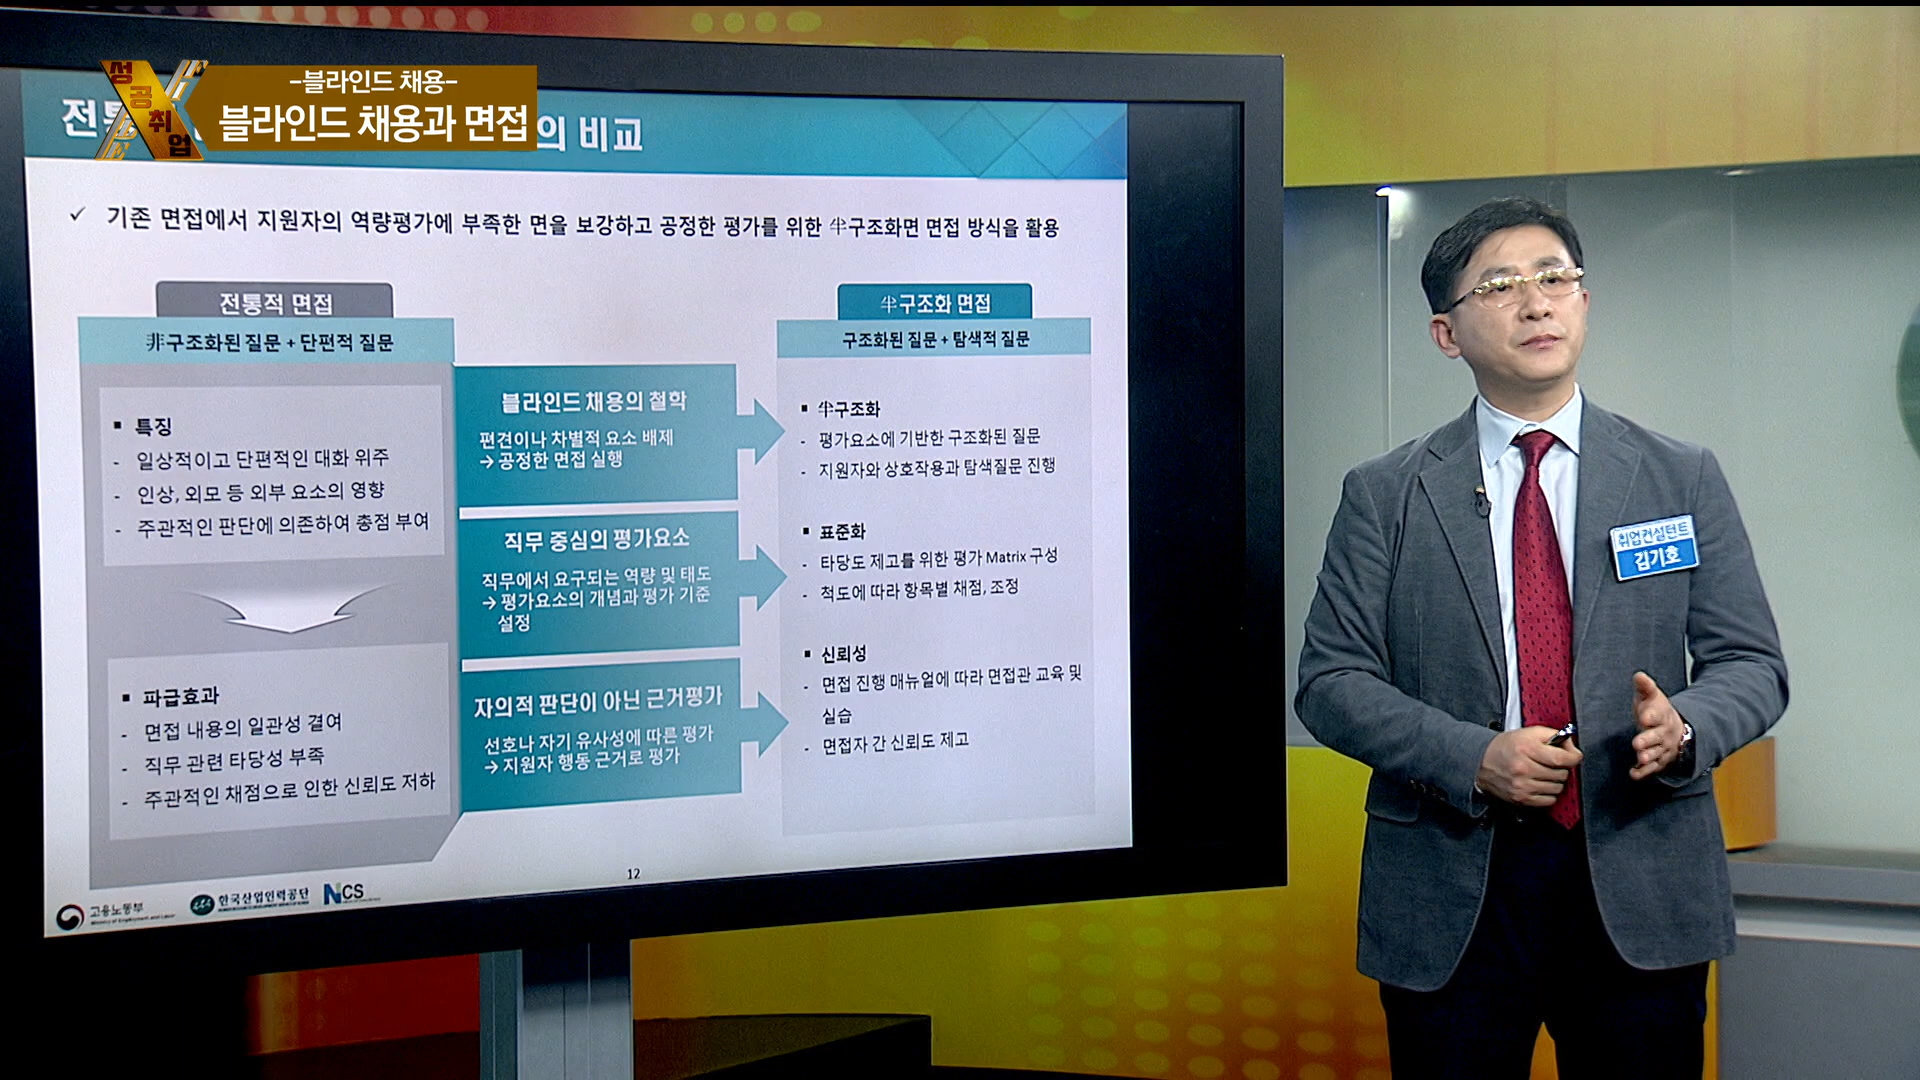 성공취업
-블라인드 채용-
블라인드 채용과 면접
의 비교
✓ 기존 면접에서 지원자의 역량평가에 부족한 면을 보강하고 공정한 평가를 위한 半구조화면 면접 방식을 활용
전통적 면접
非구조화된 질문 + 단편적 질문
▪ 특징
- 일상적이고 단편적인 대화 위주
- 인상, 외모 등 외부 요소의 영향
- 주관적인 판단에 의존하여 총점 부여
▪ 파급효과
- 면접 내용의 일관성 결여
- 직무 관련 타당성 부족
- 주관적인 채점으로 인한 신뢰도 저하
블라인드 채용의 철학
편견이나 차별적 요소 배제
→ 공정한 면접 실행
직무 중심의 평가요소
직무에서 요구되는 역량 및 태도
→ 평가요소의 개념과 평가 기준
설정
자의적 판단이 아닌 근거평가
선호나 자기 유사성에 따른 평가
→ 지원자 행동 근거로 평가
半구조화 면접
구조화된 질문 + 탐색적 질문
▪ 半구조화
- 평가요소에 기반한 구조화된 질문
- 지원자와 상호작용과 탐색질문 진행
▪ 표준화
- 타당도 제고를 위한 평가 Matrix 구성
- 척도에 따라 항목별 채점, 조정
▪ 신뢰성
- 면접 진행 매뉴얼에 따라 면접관 교육 및
실습
- 면접자 간 신뢰도 제고
12
고용노동부
한국산업인력공단
NCS
취업컨설턴트
김기호